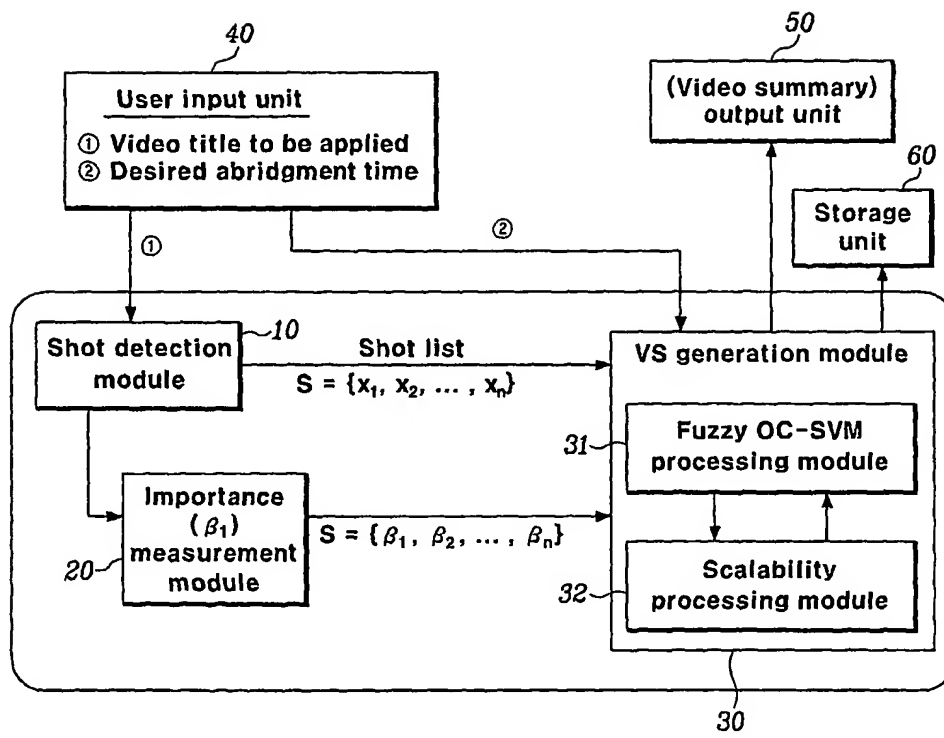 40
User input unit
① Video title to be applied
② Desired abridgment time
50
(Video summary)
output unit
60
Storage
unit
①
②
10
Shot detection
module
Shot list
S = {x₁, x₂, ... , xₙ}
VS generation module
31
Fuzzy OC-SVM
processing module
20
Importance
(β₁)
measurement
module
S = {β₁, β₂, ... , βₙ}
32
Scalability
processing module
30